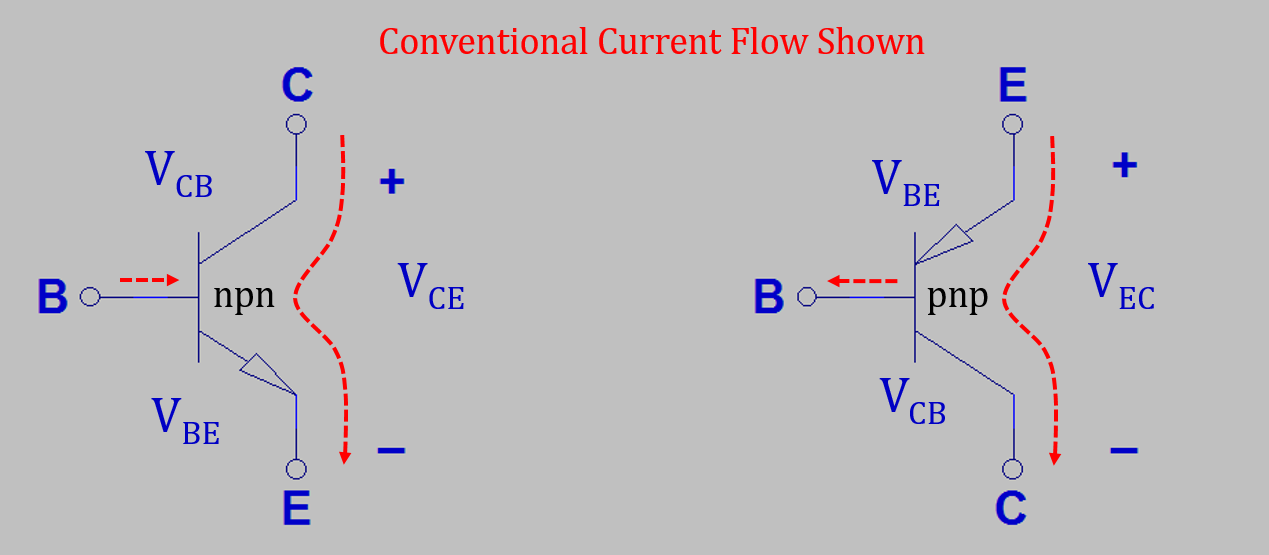 Conventional Current Flow Shown
C
V_CB
+
B
npn
V_CE
V_BE
–
E
E
V_BE
+
B
pnp
V_EC
V_CB
–
C